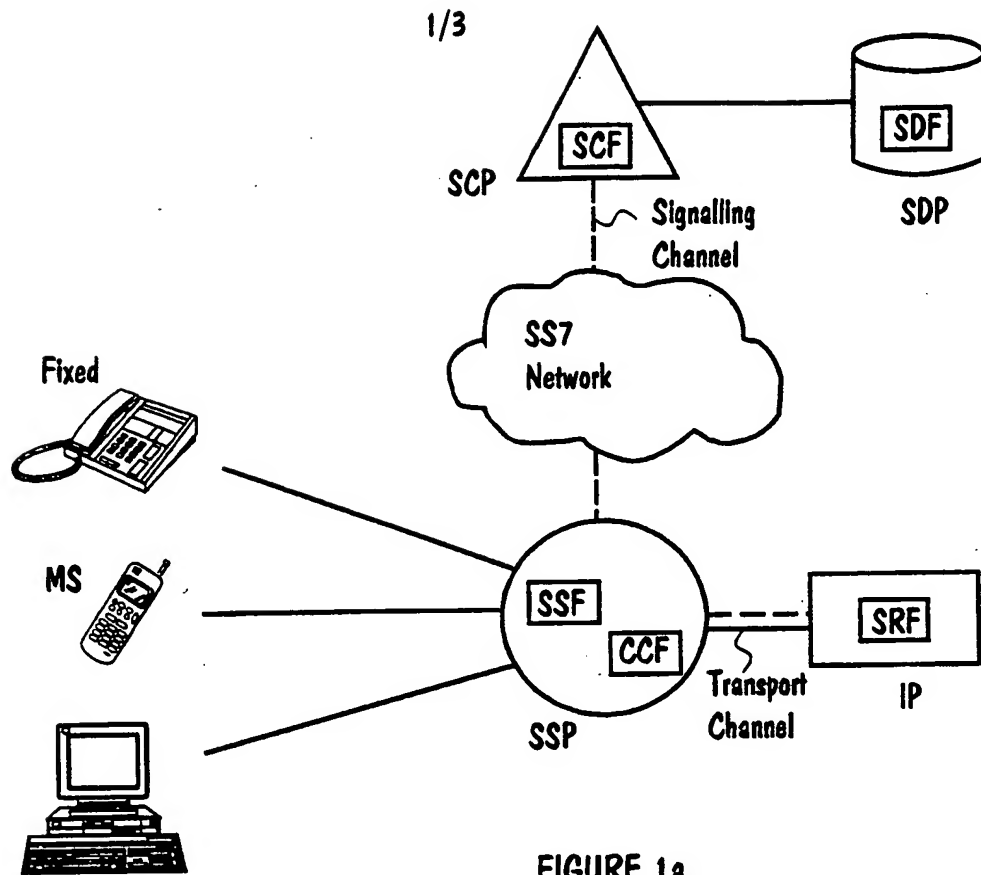 1/3
SCF
SDF
SCP
SDP
Signalling
Channel
SS7
Network
Fixed
MS
SSF
CCF
SRF
Transport
Channel
IP
SSP
FIGURE 1a